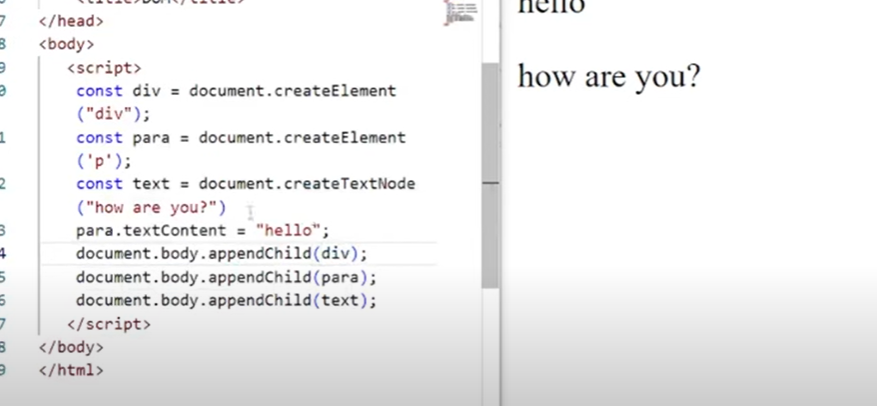 </head>
<body>
<script>
const div = document.createElement
("div");
const para = document.createElement
('p');
const text = document.createTextNode
("how are you?")
para.textContent = "hello";
document.body.appendChild(div);
document.body.appendChild(para);
document.body.appendChild(text);
</script>
</body>
</html>
hello
how are you?